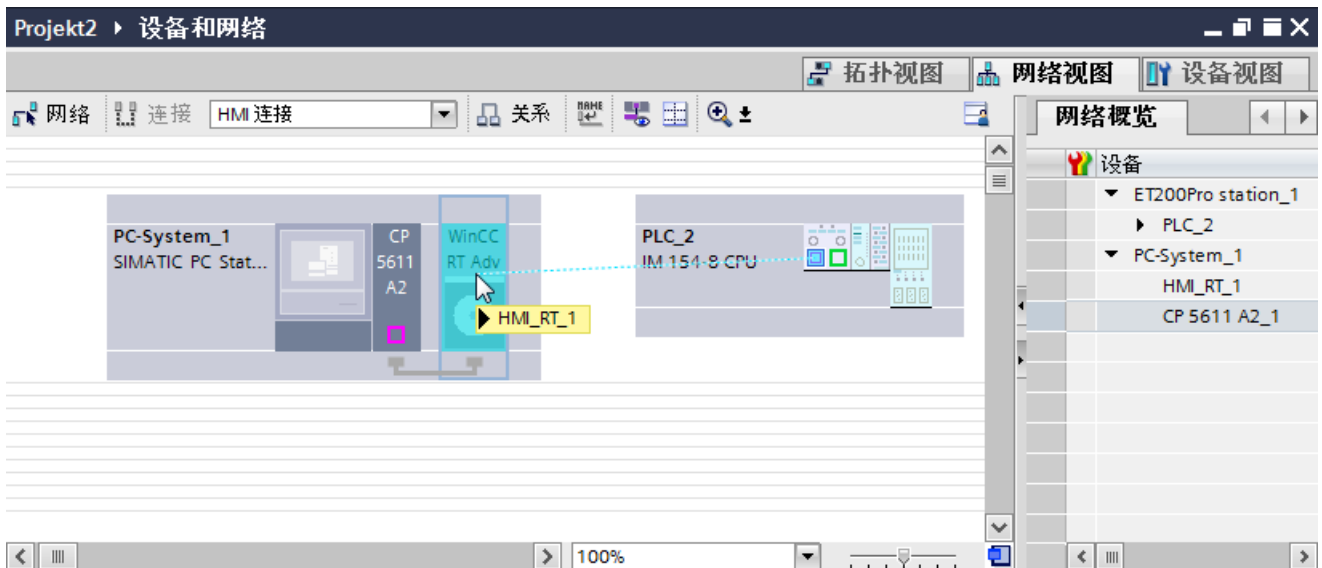 Projekt2 ▸ 设备和网络
拓扑视图 网络视图 设备视图
网络 连接 HMI 连接 关系
网络概览
设备
ET200Pro station_1
PLC_2
PC-System_1
HMI_RT_1
CP 5611 A2_1
PC-System_1
SIMATIC PC Stat...
CP
5611
A2
WinCC
RT Adv
HMI_RT_1
PLC_2
IM 154-8 CPU
100%